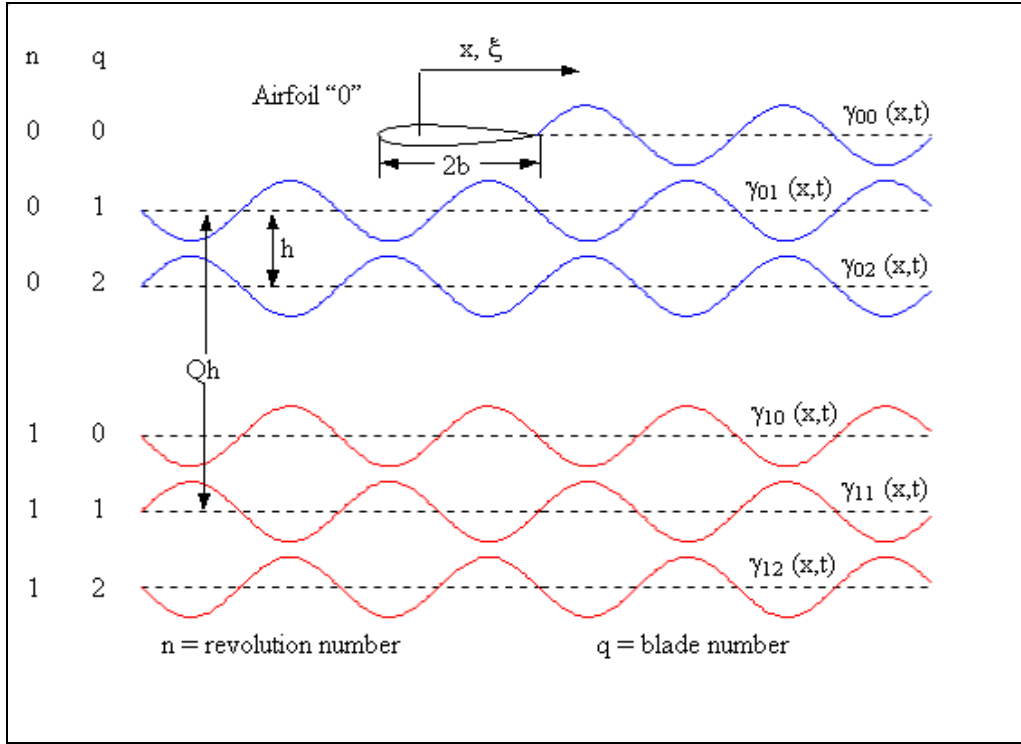 n q
x, ξ
Airfoil “0”
0 0
γ00 (x,t)
2b
0 1
γ01 (x,t)
h
0 2
γ02 (x,t)
Qh
1 0
γ10 (x,t)
1 1
γ11 (x,t)
1 2
γ12 (x,t)
n = revolution number
q = blade number